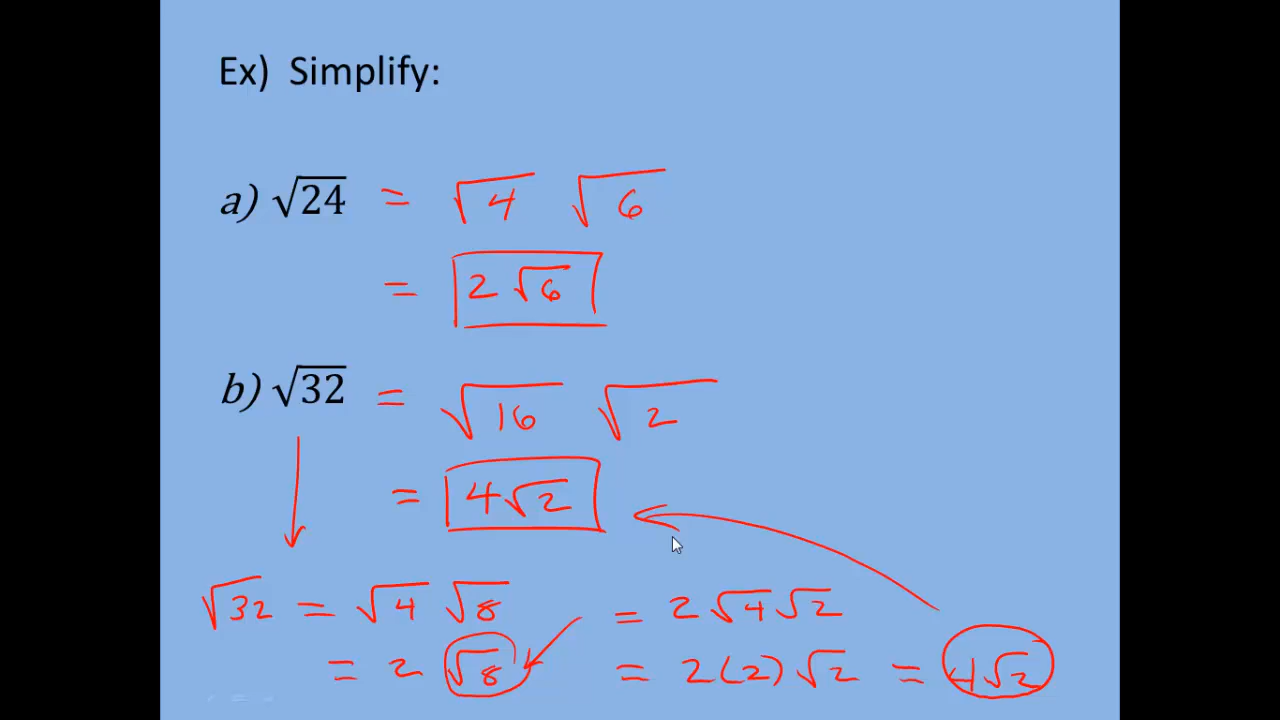 Ex) Simplify:
a) √24 = √4 √6
= 2 √6
b) √32 = √16 √2
= 4√2
√32 = √4 √8 = 2 √4 √2
= 2 √8 = 2(2) √2 = 4√2